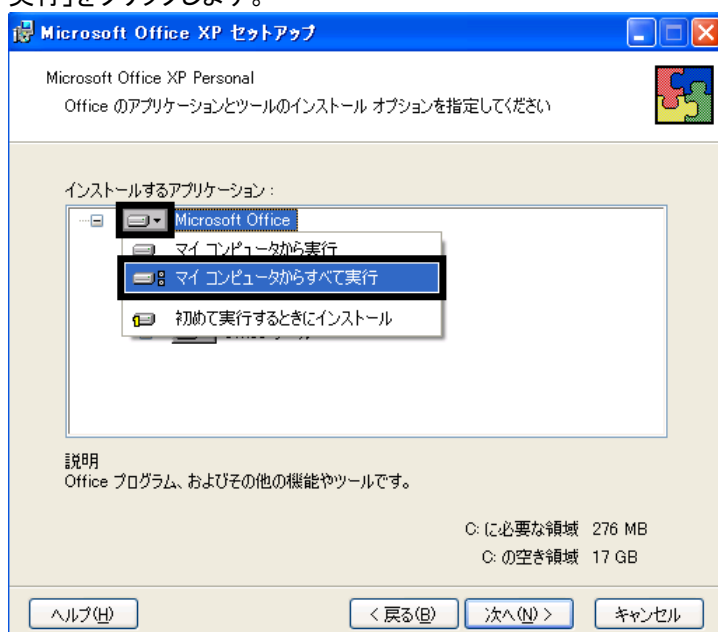 実行」をクリックします。
Microsoft Office XP セットアップ
Microsoft Office XP Personal
Office のアプリケーションとツールのインストール オプションを指定してください
インストールするアプリケーション :
Microsoft Office
マイ コンピュータから実行
マイ コンピュータからすべて実行
初めて実行するときにインストール
説明
Office プログラム、およびその他の機能やツールです。
C: に必要な領域 276 MB
C: の空き領域 17 GB
ヘルプ(H) < 戻る(B) 次へ(N) > キャンセル